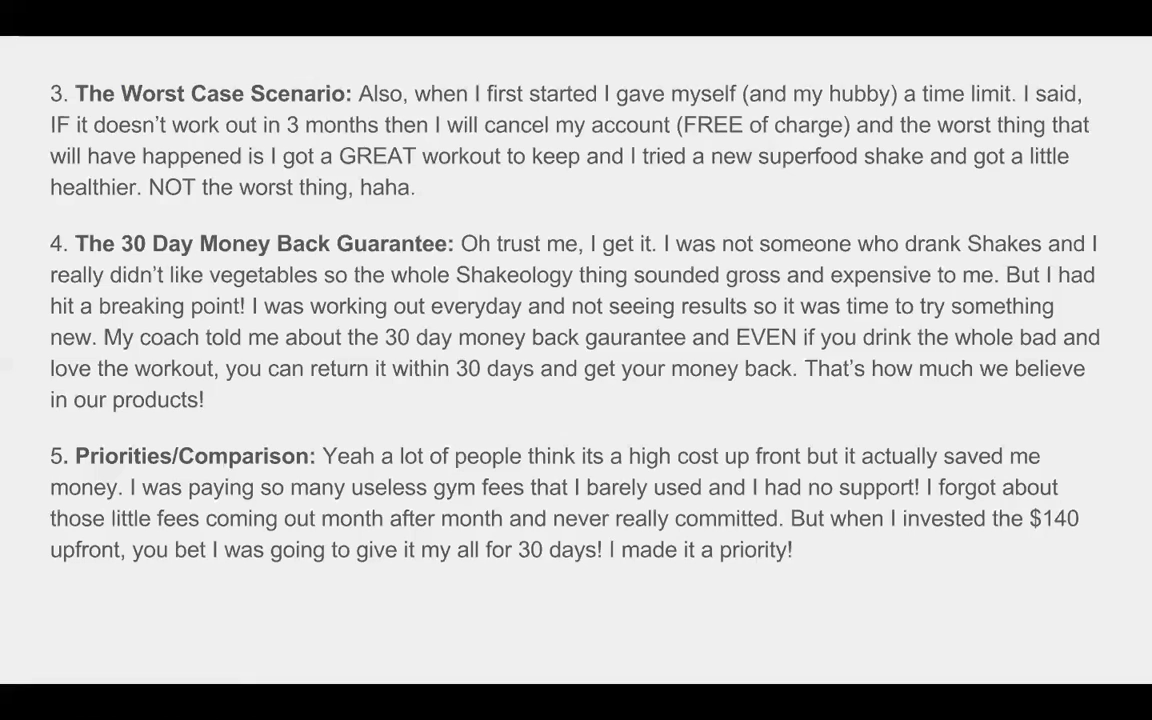 3. The Worst Case Scenario: Also, when I first started I gave myself (and my hubby) a time limit. I said,
IF it doesn’t work out in 3 months then I will cancel my account (FREE of charge) and the worst thing that
will have happened is I got a GREAT workout to keep and I tried a new superfood shake and got a little
healthier. NOT the worst thing, haha.
4. The 30 Day Money Back Guarantee: Oh trust me, I get it. I was not someone who drank Shakes and I
really didn’t like vegetables so the whole Shakeology thing sounded gross and expensive to me. But I had
hit a breaking point! I was working out everyday and not seeing results so it was time to try something
new. My coach told me about the 30 day money back gaurantee and EVEN if you drink the whole bad and
love the workout, you can return it within 30 days and get your money back. That’s how much we believe
in our products!
5. Priorities/Comparison: Yeah a lot of people think its a high cost up front but it actually saved me
money. I was paying so many useless gym fees that I barely used and I had no support! I forgot about
those little fees coming out month after month and never really committed. But when I invested the $140
upfront, you bet I was going to give it my all for 30 days! I made it a priority!